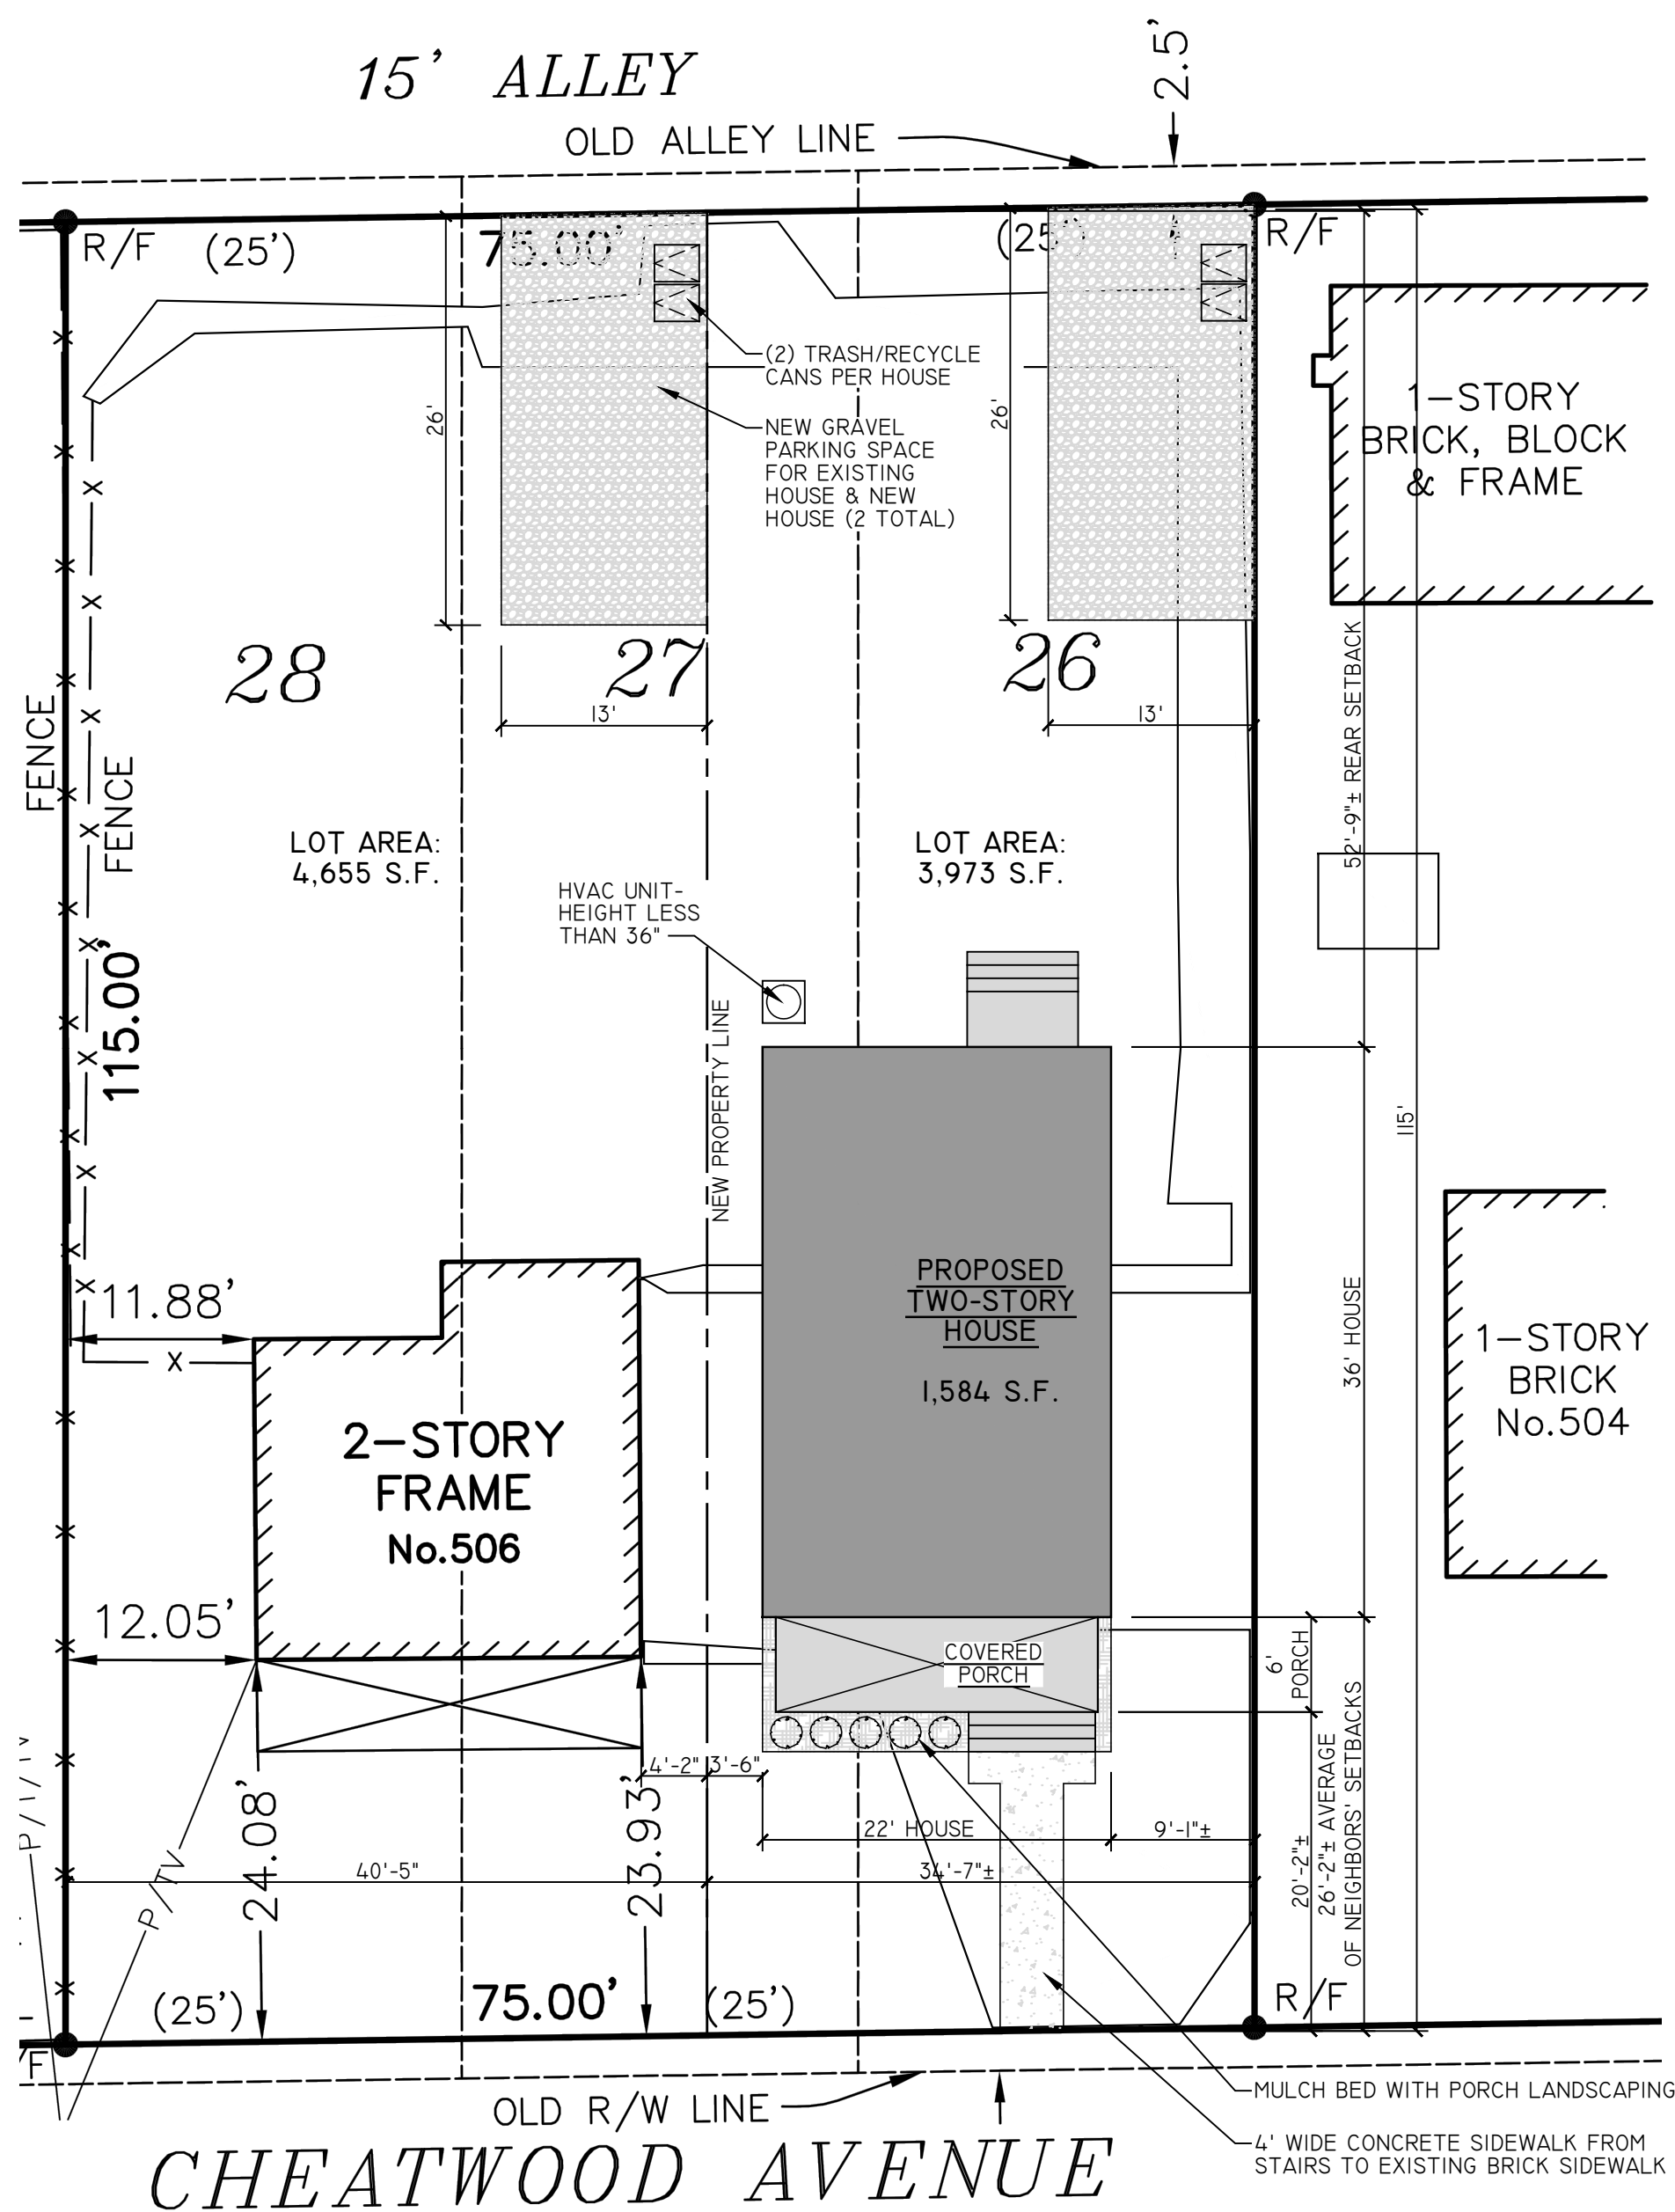 15' ALLEY
2.5'
OLD ALLEY LINE
R/F
(25')
75.00'
(25')
R/F
(2) TRASH/RECYCLE
CANS PER HOUSE
26'
26'
NEW GRAVEL
PARKING SPACE
FOR EXISTING
HOUSE & NEW
HOUSE (2 TOTAL)
1-STORY
BRICK, BLOCK
& FRAME
28
27
26
13'
13'
52'-9"± REAR SETBACK
FENCE
FENCE
LOT AREA:
4,655 S.F.
LOT AREA:
3,973 S.F.
HVAC UNIT-
HEIGHT LESS
THAN 36"
115.00'
NEW PROPERTY LINE
115'
11.88'
PROPOSED
TWO-STORY
HOUSE
1,584 S.F.
36' HOUSE
1-STORY
BRICK
No.504
2-STORY
FRAME
No.506
12.05'
COVERED
PORCH
6'
PORCH
4'-2"
3'-6"
24.08'
23.93'
22' HOUSE
9'-1"±
40'-5"
34'-7"±
20'-2"±
26'-2"± AVERAGE
OF NEIGHBORS' SETBACKS
P/TV
(25')
75.00'
(25')
R/F
OLD R/W LINE
MULCH BED WITH PORCH LANDSCAPING
4' WIDE CONCRETE SIDEWALK FROM
STAIRS TO EXISTING BRICK SIDEWALK
CHEATWOOD AVENUE